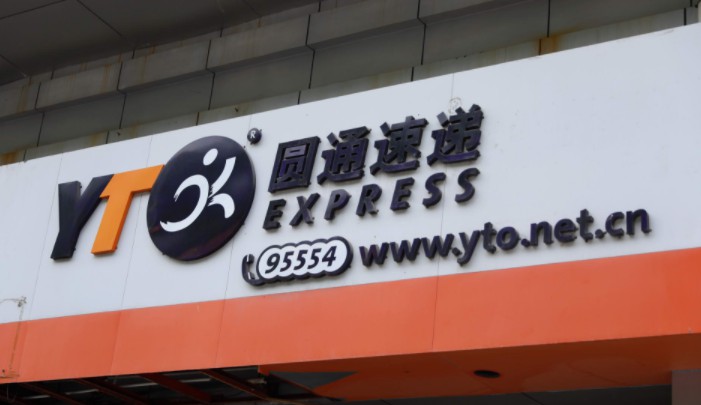 YTO
®
圆通速递
EXPRESS
95554 www.yto.net.cn